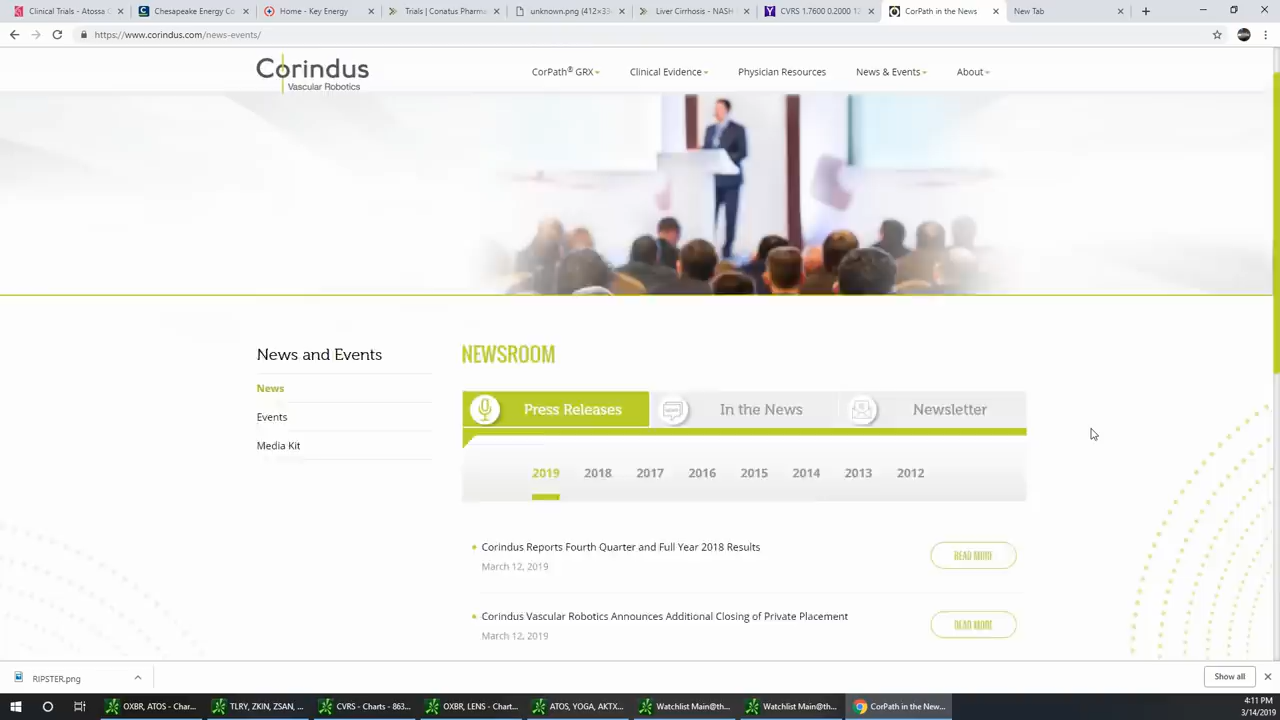 Clinical Trials - Atossa G
Chesapeake Energy Co
Home - Key Energy
Trials | Conatus Pharma
unknown.png (412×33
Liver Cirrhosis - NASH
CVRS 1.7600 0.2000 12
CorPath in the News
New Tab
https://www.corindus.com/news-events/
Corindus
Vascular Robotics
CorPath® GRX
Clinical Evidence
Physician Resources
News & Events
About
News and Events
News
Events
Media Kit
NEWSROOM
Press Releases
In the News
Newsletter
2019 2018 2017 2016 2015 2014 2013 2012
Corindus Reports Fourth Quarter and Full Year 2018 Results
March 12, 2019
READ MORE
Corindus Vascular Robotics Announces Additional Closing of Private Placement
March 12, 2019
READ MORE
RIPSTER.png
Show all
OXBR, ATOS - Char...
TLRY, ZKIN, ZSAN, ...
CVRS - Charts - 863...
OXBR, LENS - Chart...
ATOS, YOGA, AKTX...
Watchlist Main@th...
Watchlist Main@th...
CorPath in the New...
4:11 PM
3/14/2019